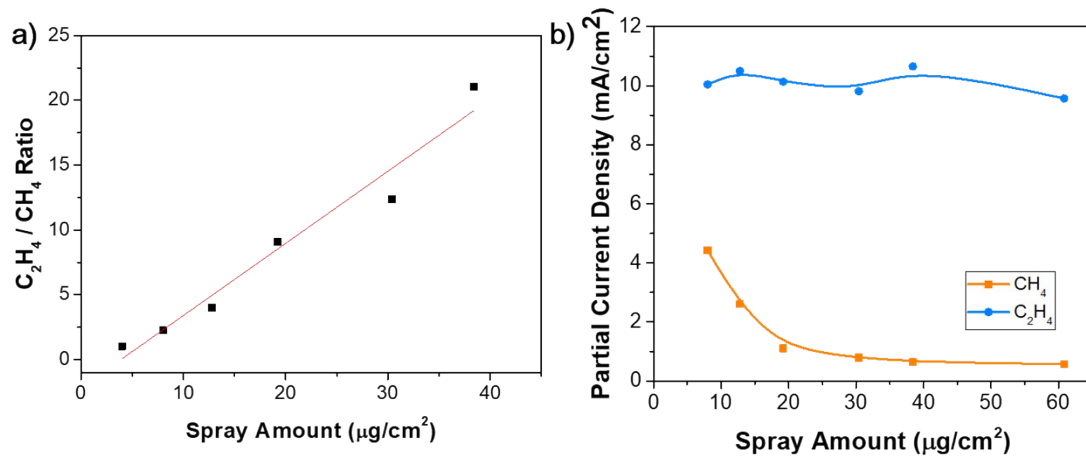 a)
C₂H₄ / CH₄ Ratio
25
20
15
10
5
0
0 10 20 30 40
Spray Amount (μg/cm²)
b)
Partial Current Density (mA/cm²)
12
10
8
6
4
2
0
CH₄
C₂H₄
0 10 20 30 40 50 60
Spray Amount (μg/cm²)